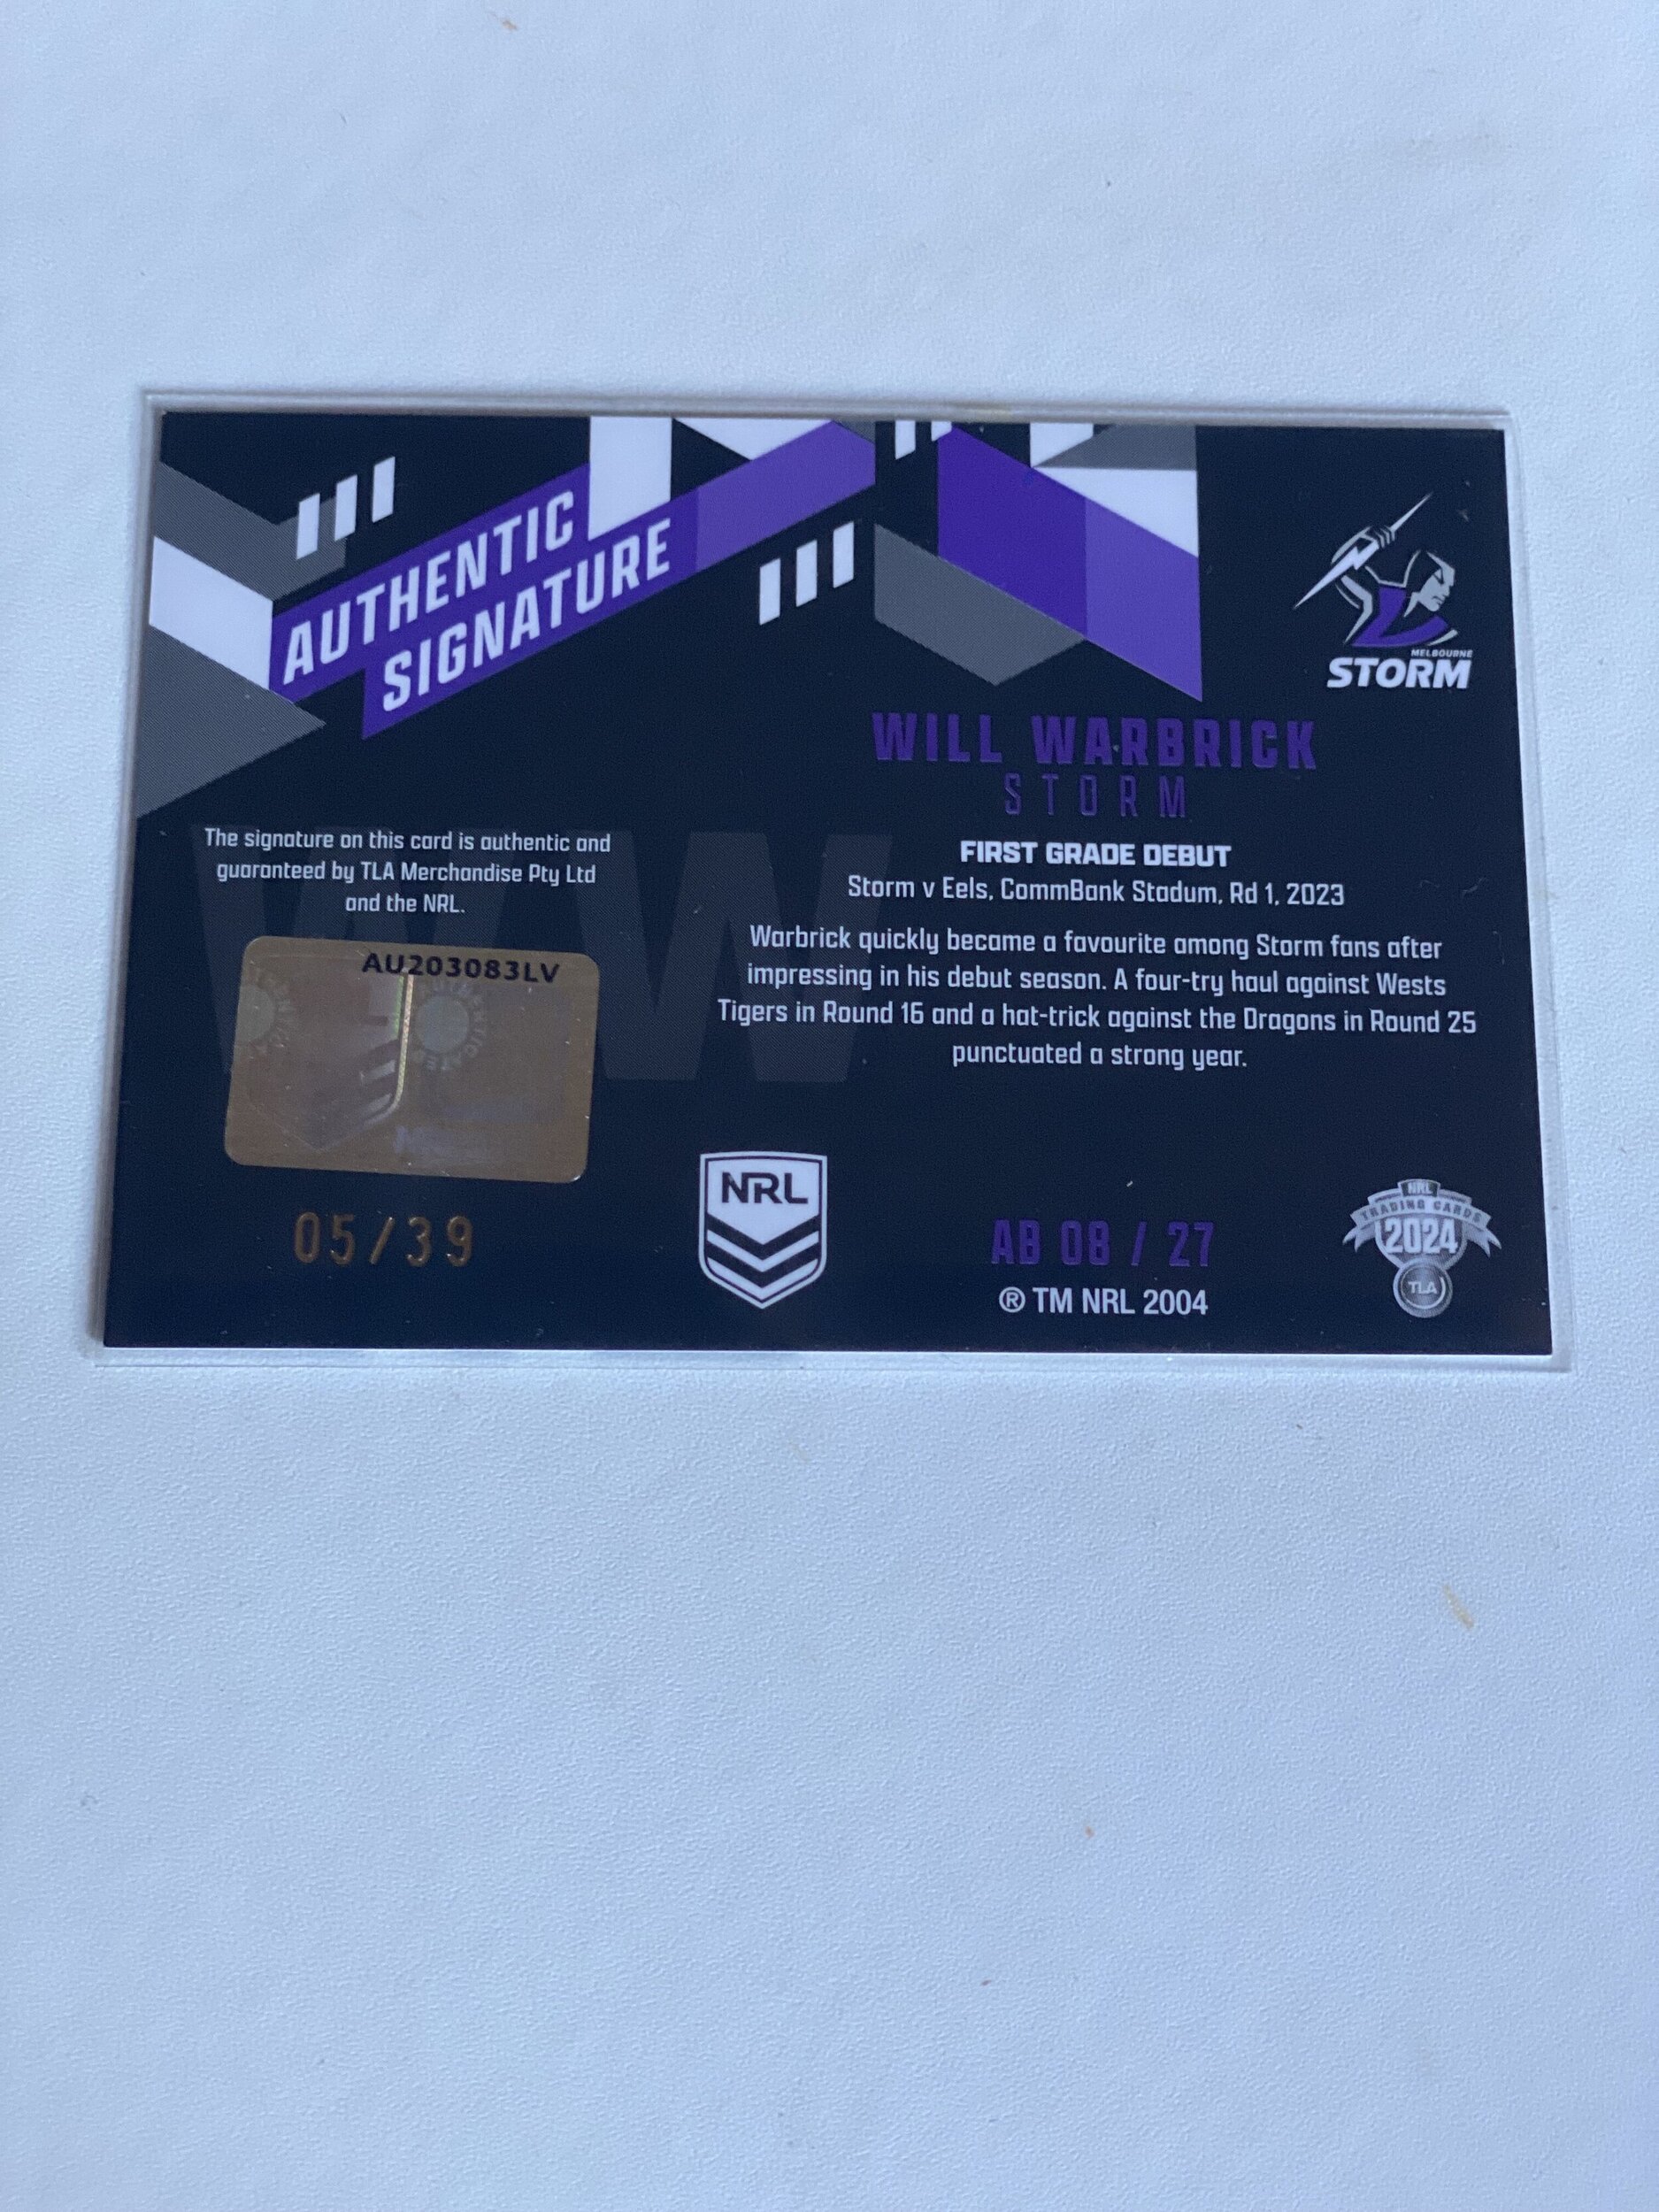 AUTHENTIC
SIGNATURE
MELBOURNE
STORM
WILL WARBRICK
STORM
FIRST GRADE DEBUT
Storm v Eels, CommBank Stadum, Rd 1, 2023
Warbrick quickly became a favourite among Storm fans after
impressing in his debut season. A four-try haul against Wests
Tigers in Round 16 and a hat-trick against the Dragons in Round 25
punctuated a strong year.
The signature on this card is authentic and
guaranteed by TLA Merchandise Pty Ltd
and the NRL.
WW
AU203083LV
05/39
NRL
AB 08 / 27
® TM NRL 2004
NRL
TRADING CARDS
2024
TLA